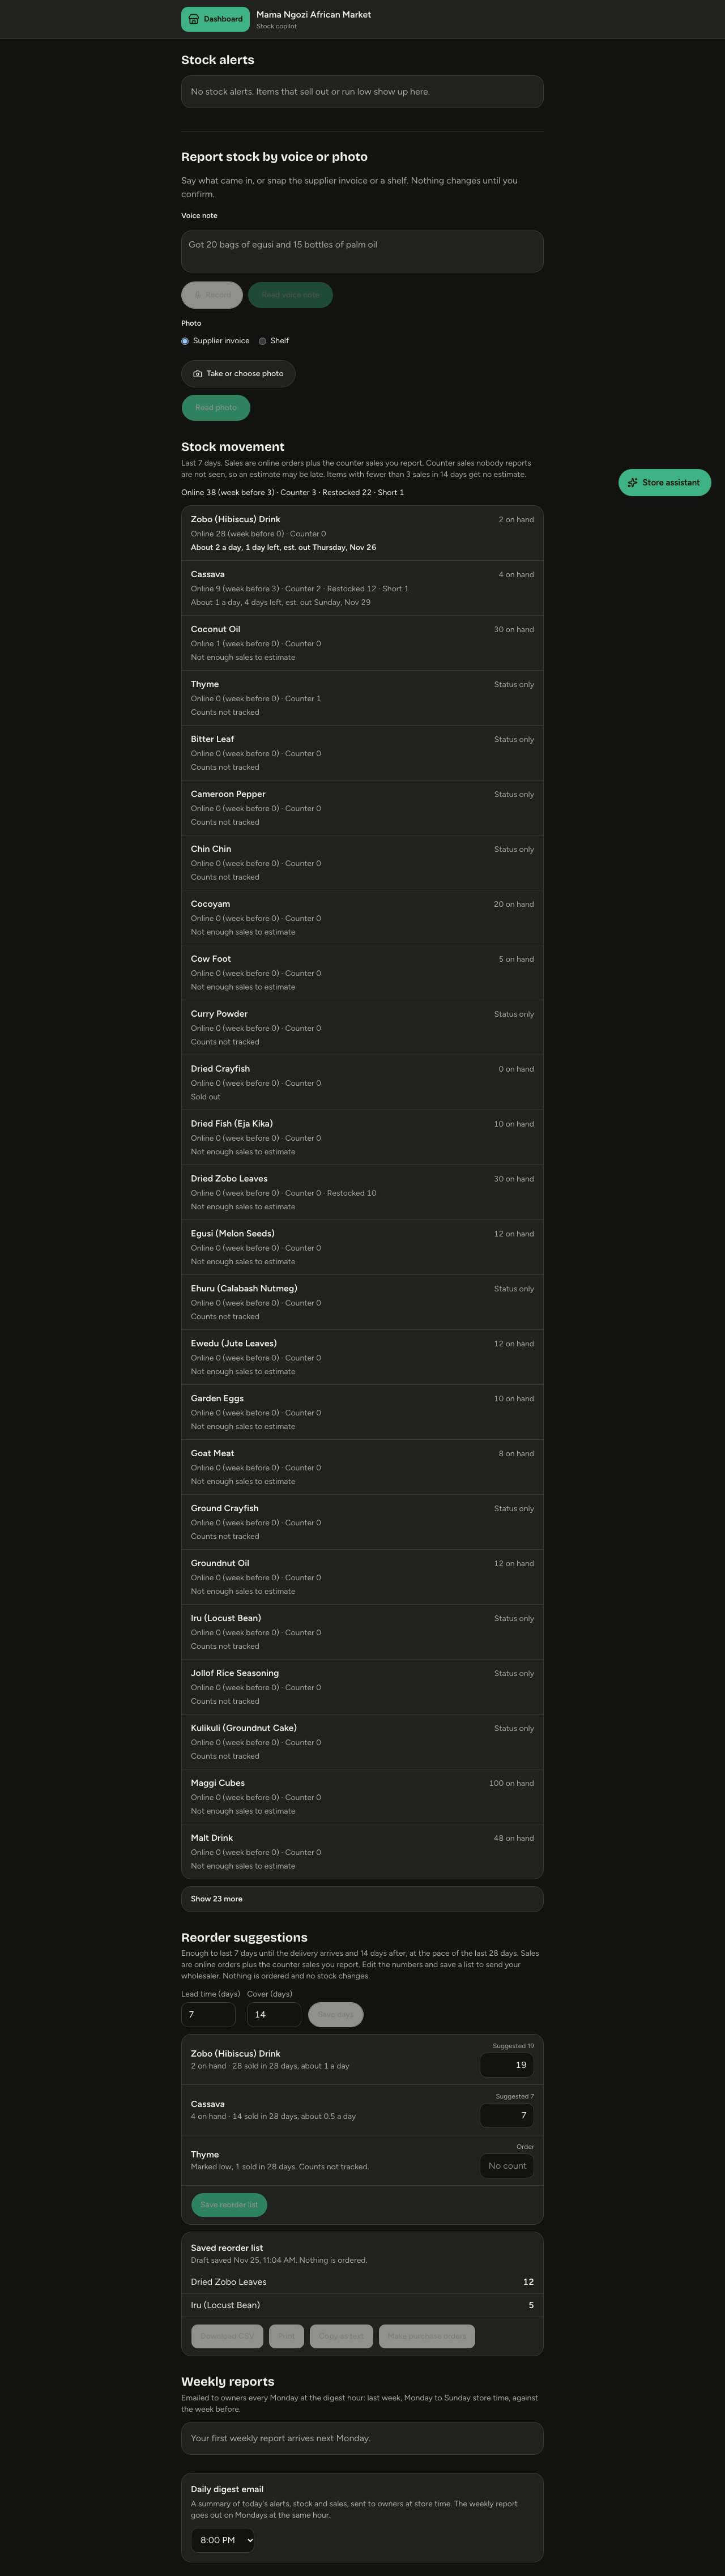 Dashboard
Mama Ngozi African Market
Stock copilot
Stock alerts
No stock alerts. Items that sell out or run low show up here.
Report stock by voice or photo
Say what came in, or snap the supplier invoice or a shelf. Nothing changes until you
confirm.
Voice note
Got 20 bags of egusi and 15 bottles of palm oil
Record
Read voice note
Photo
Supplier invoice
Shelf
Take or choose photo
Read photo
Stock movement
Last 7 days. Sales are online orders plus the counter sales you report. Counter sales nobody reports
are not seen, so an estimate may be late. Items with fewer than 3 sales in 14 days get no estimate.
Online 38 (week before 3) · Counter 3 · Restocked 22 · Short 1
Zobo (Hibiscus) Drink
2 on hand
Online 28 (week before 0) · Counter 0
About 2 a day, 1 day left, est. out Thursday, Nov 26
Cassava
4 on hand
Online 9 (week before 3) · Counter 2 · Restocked 12 · Short 1
About 1 a day, 4 days left, est. out Sunday, Nov 29
Coconut Oil
30 on hand
Online 1 (week before 0) · Counter 0
Not enough sales to estimate
Thyme
Status only
Online 0 (week before 0) · Counter 1
Counts not tracked
Bitter Leaf
Status only
Online 0 (week before 0) · Counter 0
Counts not tracked
Cameroon Pepper
Status only
Online 0 (week before 0) · Counter 0
Counts not tracked
Chin Chin
Status only
Online 0 (week before 0) · Counter 0
Counts not tracked
Cocoyam
20 on hand
Online 0 (week before 0) · Counter 0
Not enough sales to estimate
Cow Foot
5 on hand
Online 0 (week before 0) · Counter 0
Not enough sales to estimate
Curry Powder
Status only
Online 0 (week before 0) · Counter 0
Counts not tracked
Dried Crayfish
0 on hand
Online 0 (week before 0) · Counter 0
Sold out
Dried Fish (Eja Kika)
10 on hand
Online 0 (week before 0) · Counter 0
Not enough sales to estimate
Dried Zobo Leaves
30 on hand
Online 0 (week before 0) · Counter 0 · Restocked 10
Not enough sales to estimate
Egusi (Melon Seeds)
12 on hand
Online 0 (week before 0) · Counter 0
Not enough sales to estimate
Ehuru (Calabash Nutmeg)
Status only
Online 0 (week before 0) · Counter 0
Counts not tracked
Ewedu (Jute Leaves)
12 on hand
Online 0 (week before 0) · Counter 0
Not enough sales to estimate
Garden Eggs
10 on hand
Online 0 (week before 0) · Counter 0
Not enough sales to estimate
Goat Meat
8 on hand
Online 0 (week before 0) · Counter 0
Not enough sales to estimate
Ground Crayfish
Status only
Online 0 (week before 0) · Counter 0
Counts not tracked
Groundnut Oil
12 on hand
Online 0 (week before 0) · Counter 0
Not enough sales to estimate
Iru (Locust Bean)
Status only
Online 0 (week before 0) · Counter 0
Counts not tracked
Jollof Rice Seasoning
Status only
Online 0 (week before 0) · Counter 0
Counts not tracked
Kulikuli (Groundnut Cake)
Status only
Online 0 (week before 0) · Counter 0
Counts not tracked
Maggi Cubes
100 on hand
Online 0 (week before 0) · Counter 0
Not enough sales to estimate
Malt Drink
48 on hand
Online 0 (week before 0) · Counter 0
Not enough sales to estimate
Show 23 more
Store assistant
Reorder suggestions
Enough to last 7 days until the delivery arrives and 14 days after, at the pace of the last 28 days. Sales
are online orders plus the counter sales you report. Edit the numbers and save a list to send your
wholesaler. Nothing is ordered and no stock changes.
Lead time (days)
Cover (days)
7
14
Save days
Zobo (Hibiscus) Drink
2 on hand · 28 sold in 28 days, about 1 a day
Suggested 19
19
Cassava
4 on hand · 14 sold in 28 days, about 0.5 a day
Suggested 7
7
Thyme
Marked low, 1 sold in 28 days. Counts not tracked.
Order
No count
Save reorder list
Saved reorder list
Draft saved Nov 25, 11:04 AM. Nothing is ordered.
Dried Zobo Leaves
12
Iru (Locust Bean)
5
Download CSV
Print
Copy as text
Make purchase orders
Weekly reports
Emailed to owners every Monday at the digest hour: last week, Monday to Sunday store time, against
the week before.
Your first weekly report arrives next Monday.
Daily digest email
A summary of today's alerts, stock and sales, sent to owners at store time. The weekly report
goes out on Mondays at the same hour.
8:00 PM